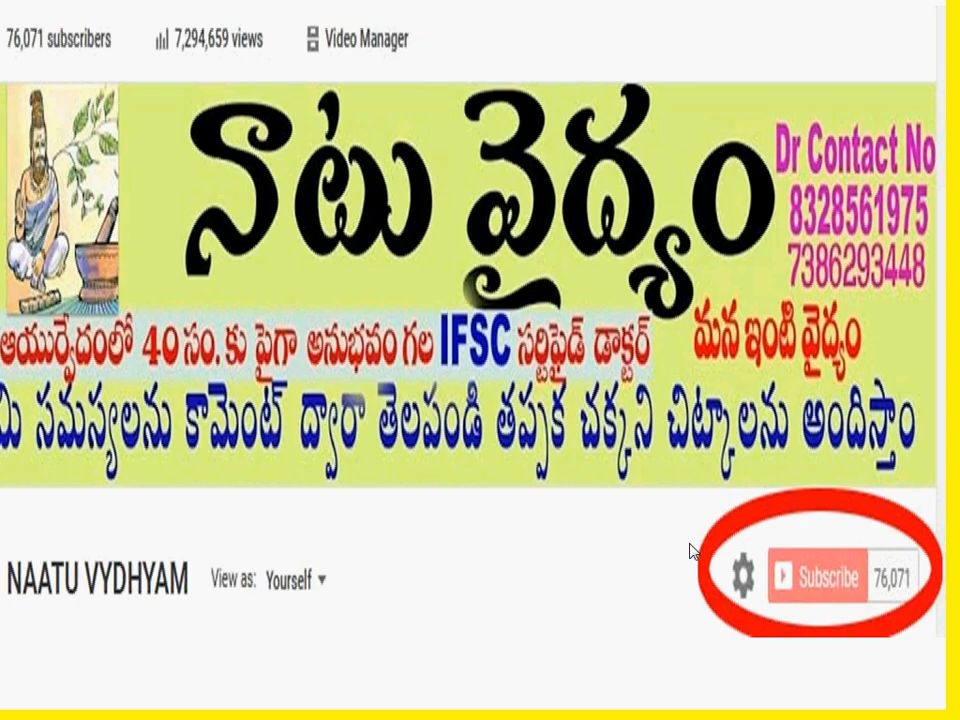 76,071 subscribers 7,294,659 views Video Manager
నాటు వైద్యం
Dr Contact No
8328561975
7386293448
ఆయుర్వేదంలో 40 సం. కు పైగా అనుభవం గల IFSC సర్టిఫైడ్ డాక్టర్ మన ఇంటి వైద్యం
మీ సమస్యలను కామెంట్ ద్వారా తెలపండి తప్పక చక్కని చిట్కాలను అందిస్తాం
NAATU VYDHYAM View as: Yourself Subscribe 76,071